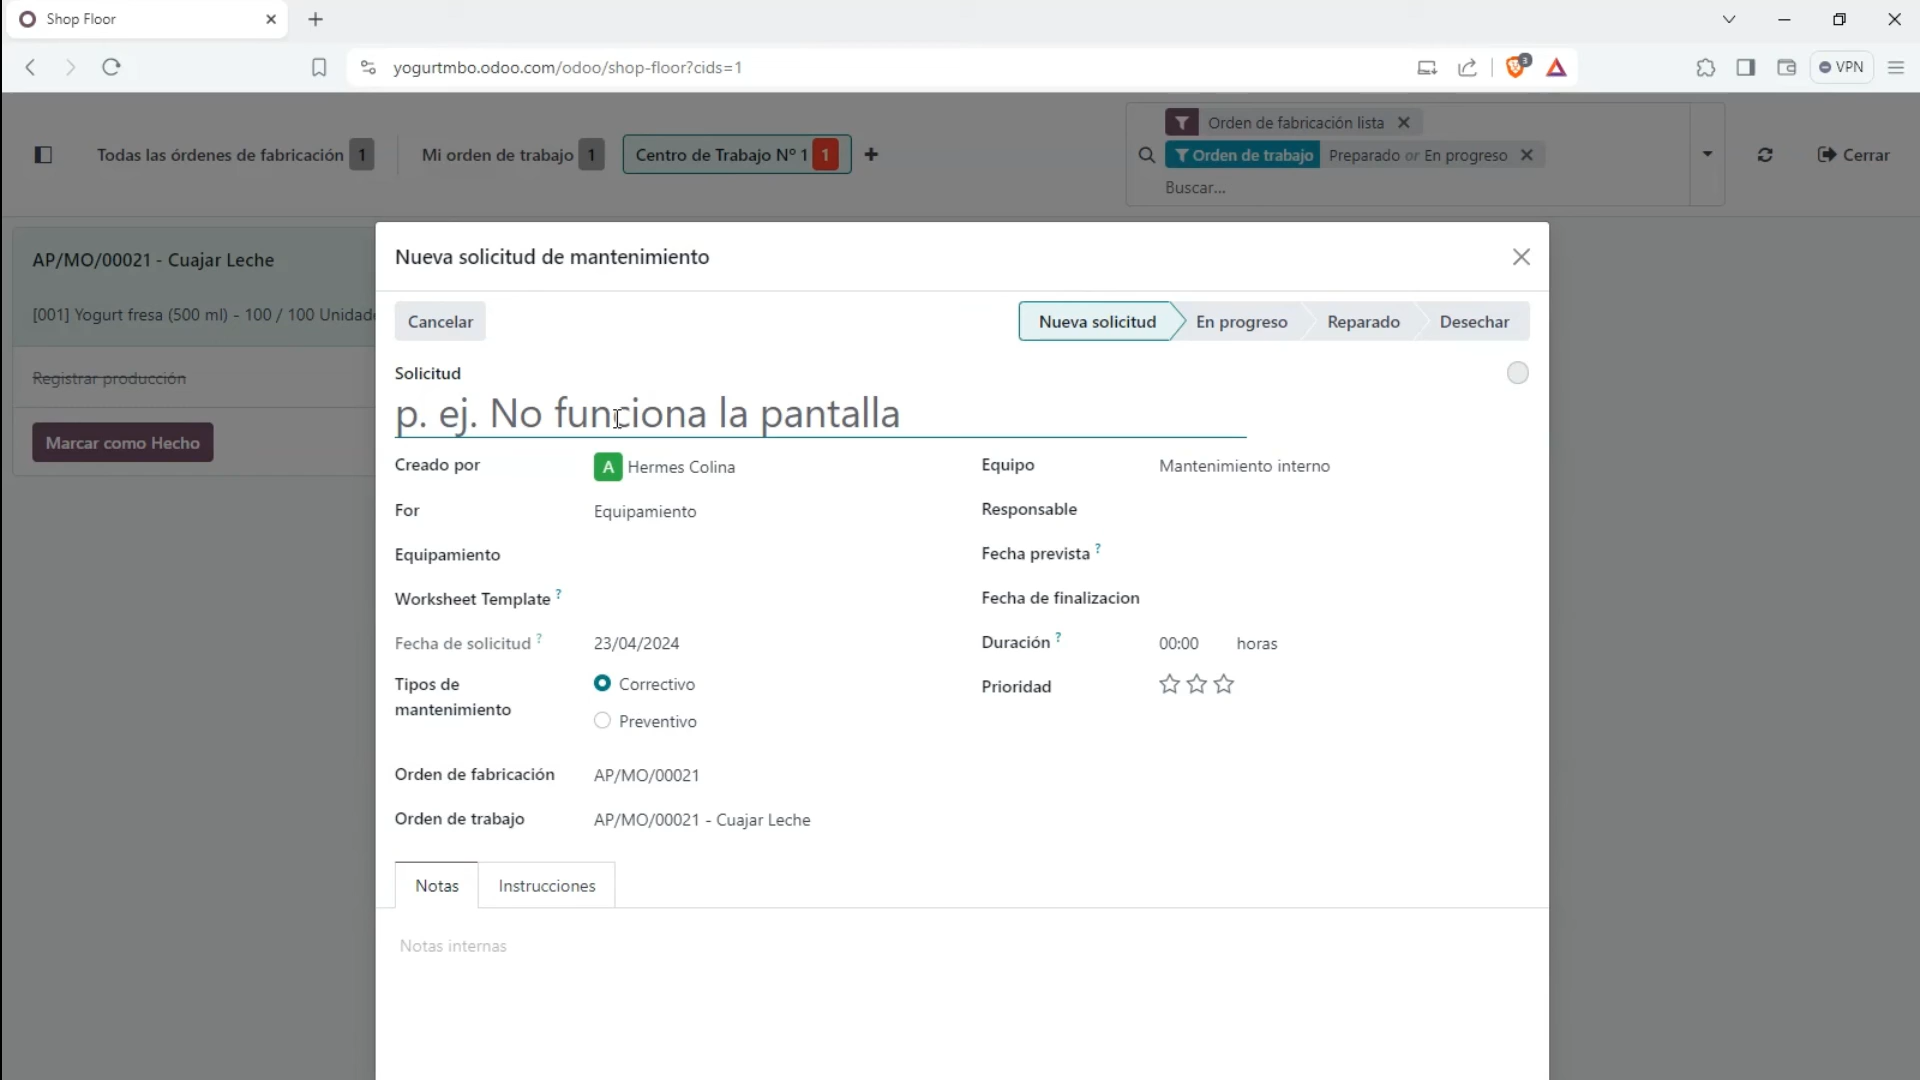 Shop Floor
yogurtmbo.odoo.com/odoo/shop-floor?cids=1
3
VPN
Todas las órdenes de fabricación 1
Mi orden de trabajo 1
Centro de Trabajo Nº 1 1
Orden de fabricación lista
Orden de trabajo Preparado or En progreso
Buscar...
Cerrar
AP/MO/00021 - Cuajar Leche
[001] Yogurt fresa (500 ml) - 100 / 100 Unidad
Registrar producción
Marcar como Hecho
Nueva solicitud de mantenimiento
Cancelar
Nueva solicitud
En progreso
Reparado
Desechar
Solicitud
p. ej. No funciona la pantalla
Creado por
A Hermes Colina
For
Equipamiento
Equipamiento
Worksheet Template ?
Fecha de solicitud ?
23/04/2024
Tipos de
mantenimiento
Correctivo
Preventivo
Orden de fabricación
AP/MO/00021
Orden de trabajo
AP/MO/00021 - Cuajar Leche
Equipo
Mantenimiento interno
Responsable
Fecha prevista ?
Fecha de finalizacion
Duración ?
00:00 horas
Prioridad
Notas
Instrucciones
Notas internas